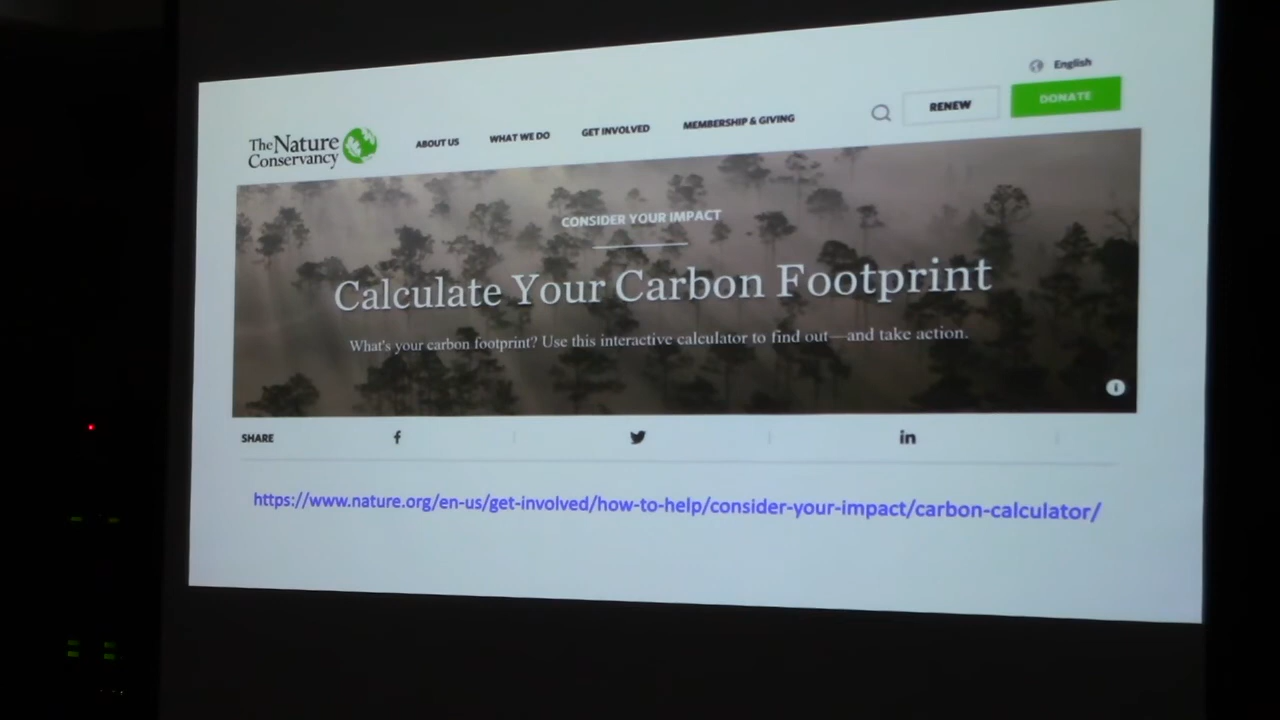 English
The Nature
Conservancy
ABOUT US
WHAT WE DO
GET INVOLVED
MEMBERSHIP & GIVING
RENEW
DONATE
CONSIDER YOUR IMPACT
Calculate Your Carbon Footprint
What's your carbon footprint? Use this interactive calculator to find out—and take action.
i
SHARE
f
in
https://www.nature.org/en-us/get-involved/how-to-help/consider-your-impact/carbon-calculator/